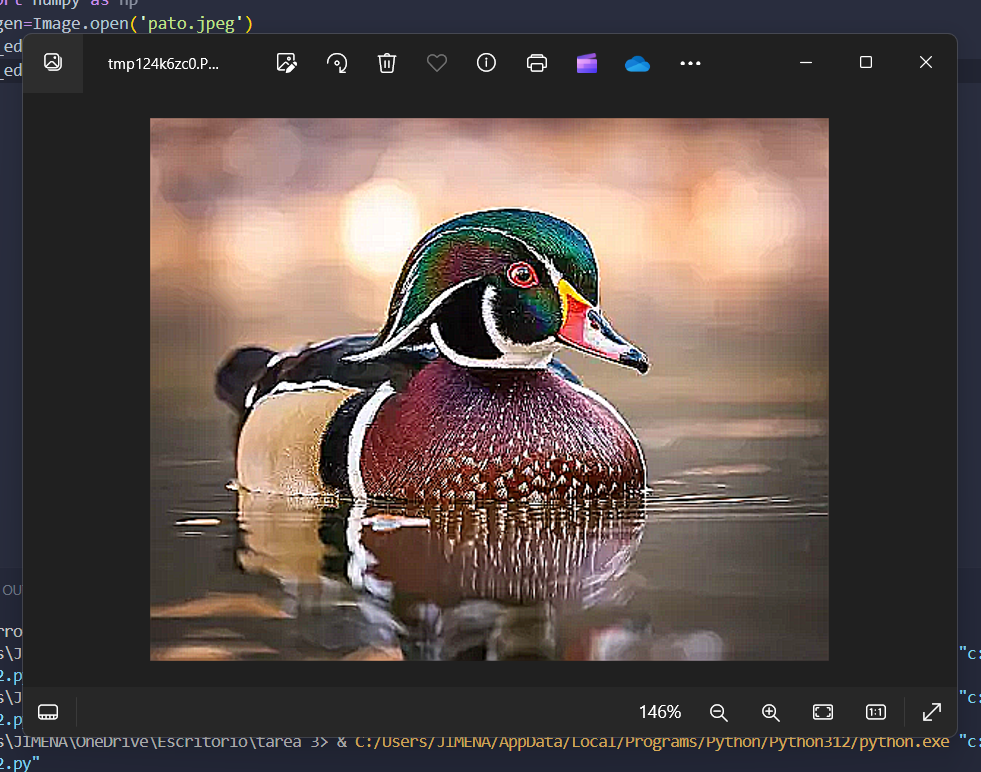 ort numpy as np
gen=Image.open('pato.jpeg')
_ed
tmp124k6zc0.P...
_ed
OU
rro
s\J "c:
2.p
s\J "c:
2.py
146%
1:1
s\JIMENA\OneDrive\Escritorio\tarea 3> & C:/Users/JIMENA/AppData/Local/Programs/Python/Python312/python.exe "c:
2.py"